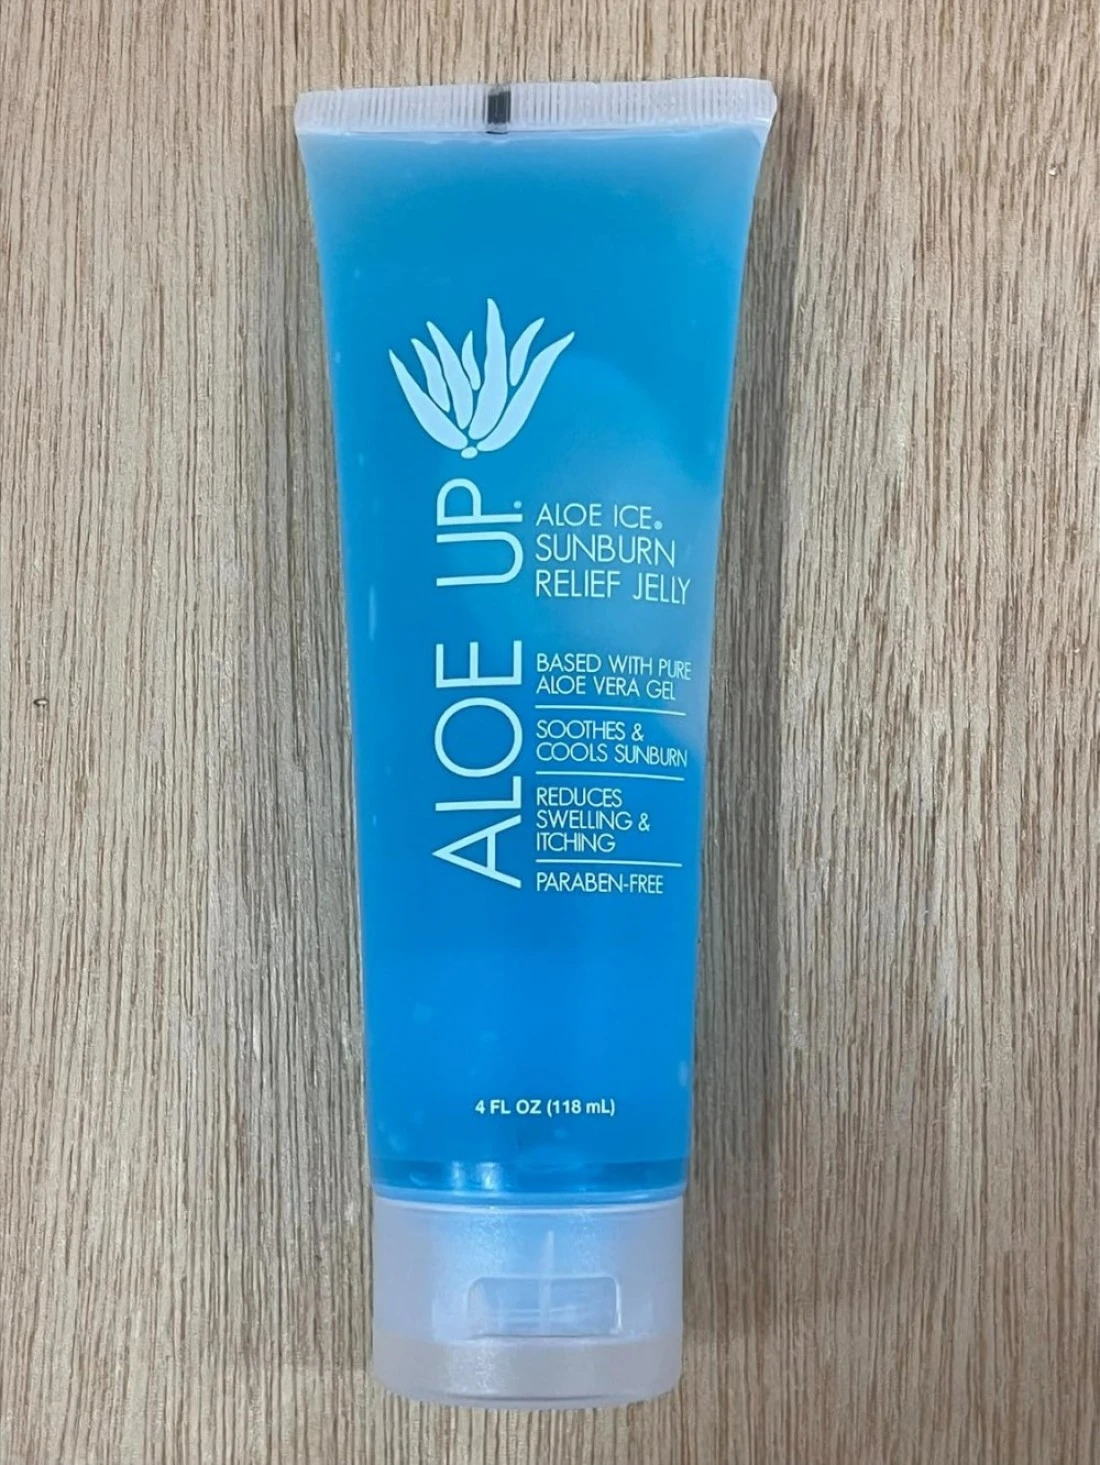 ALOE UP®
ALOE ICE®
SUNBURN
RELIEF JELLY
BASED WITH PURE
ALOE VERA GEL
SOOTHES &
COOLS SUNBURN
REDUCES
SWELLING &
ITCHING
PARABEN-FREE
4 FL OZ (118 mL)